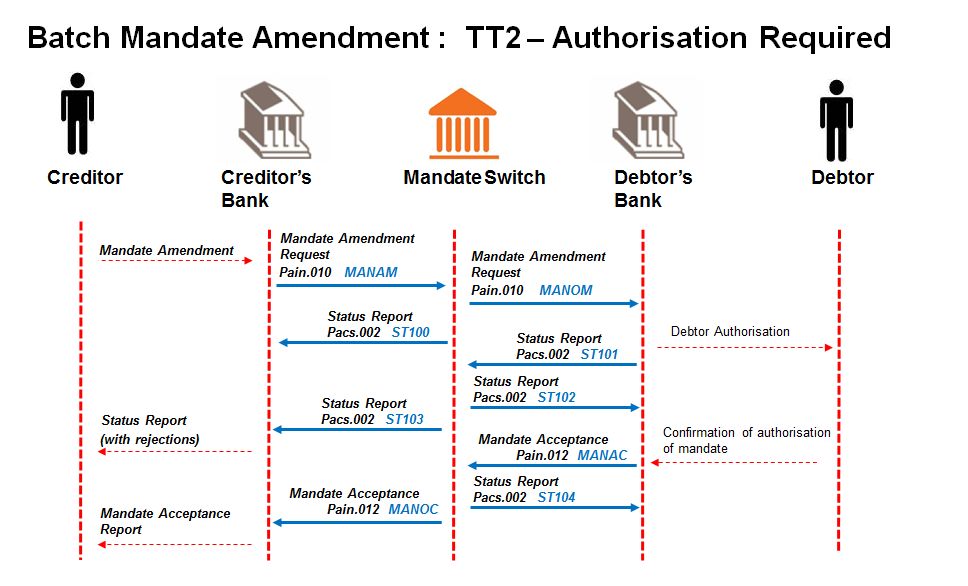 Batch Mandate Amendment :  TT2 – Authorisation Required
Creditor
Creditor's
Bank
Mandate Switch
Debtor's
Bank
Debtor
Mandate Amendment
Mandate Amendment
Request
Pain.010 MANAM
Mandate Amendment
Request
Pain.010 MANOM
Status Report
Pacs.002 ST100
Debtor Authorisation
Status Report
Pacs.002 ST101
Status Report
Pacs.002 ST102
Status Report
Pacs.002 ST103
Status Report
(with rejections)
Confirmation of authorisation
of mandate
Mandate Acceptance
Pain.012 MANAC
Status Report
Pacs.002 ST104
Mandate Acceptance
Pain.012 MANOC
Mandate Acceptance
Report